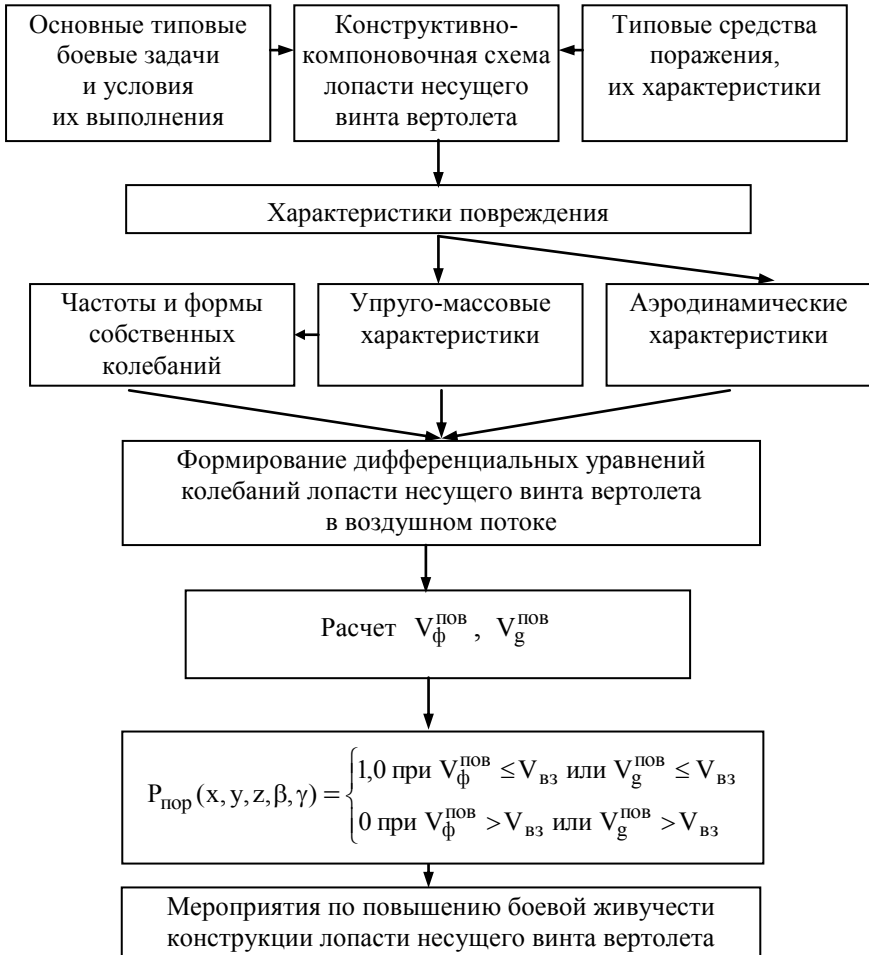 Основные типовые
боевые задачи
и условия
их выполнения
Конструктивно-
компоновочная схема
лопасти несущего
винта вертолета
Типовые средства
поражения,
их характеристики
Характеристики повреждения
Частоты и формы
собственных
колебаний
Упруго-массовые
характеристики
Аэродинамические
характеристики
Формирование дифференциальных уравнений
колебаний лопасти несущего винта вертолета
в воздушном потоке
Расчет V_ф^пов , V_g^пов
P_пор (x, y, z, β, γ) = {
1,0 при V_ф^пов ≤ V_вз или V_g^пов ≤ V_вз
0 при V_ф^пов > V_вз или V_g^пов > V_вз
Мероприятия по повышению боевой живучести
конструкции лопасти несущего винта вертолета